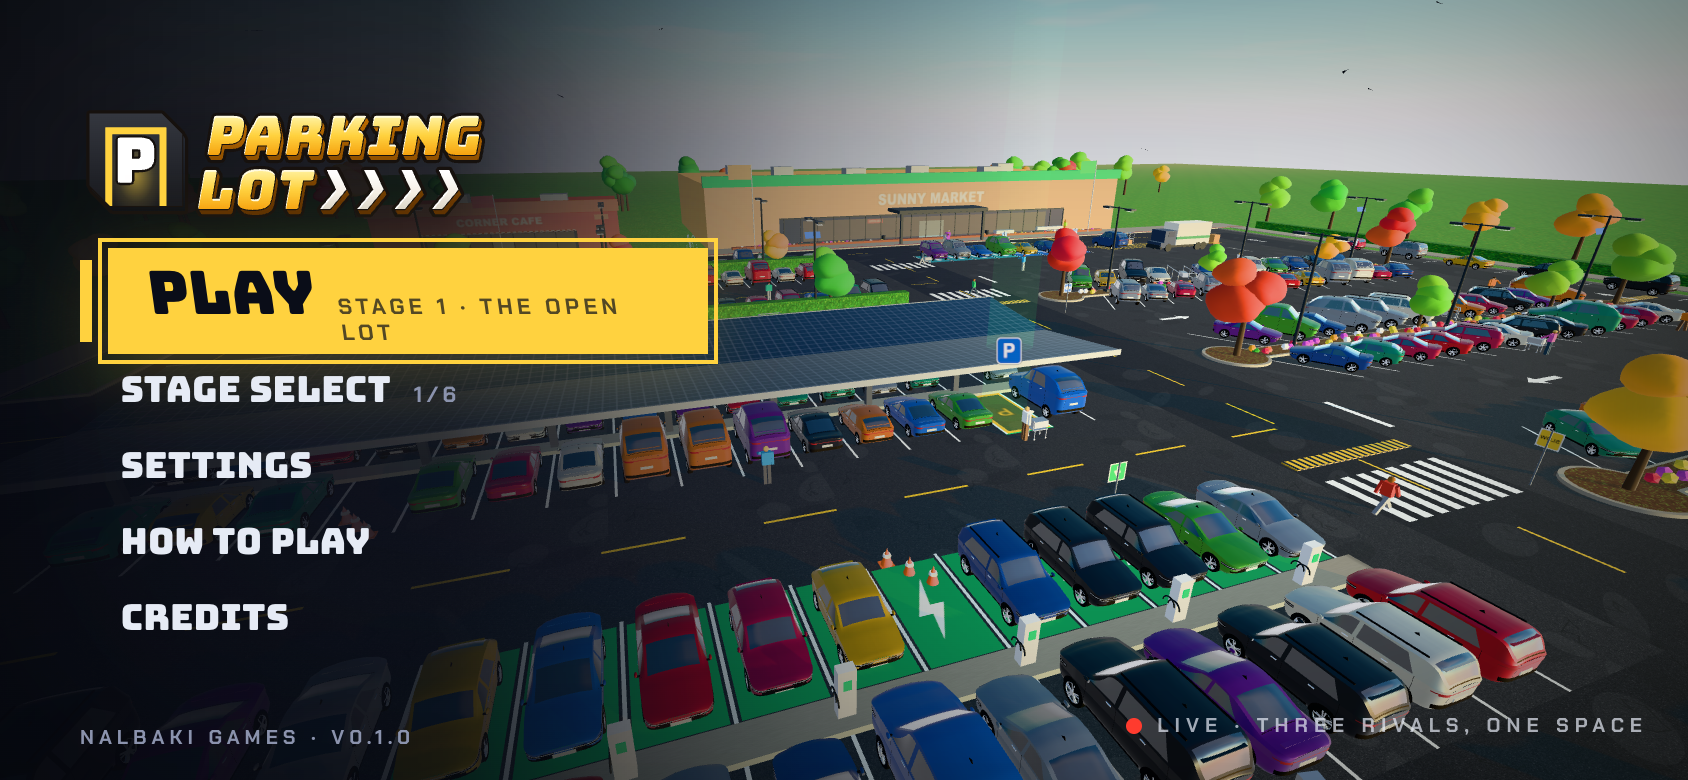 P PARKING
LOT
SUNNY MARKET
CORNER CAFE
PLAY STAGE 1 · THE OPEN
LOT
P
STAGE SELECT 1/6
SETTINGS
HOW TO PLAY
CREDITS
NALBAKI GAMES · V0.1.0
LIVE · THREE RIVALS, ONE SPACE